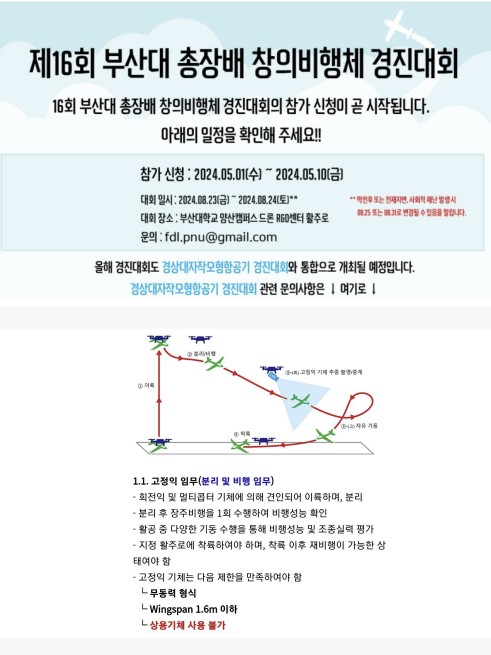 제16회 부산대 총장배 창의비행체 경진대회
16회 부산대 총장배 창의비행체 경진대회의 참가 신청이 곧 시작됩니다.
아래의 일정을 확인해 주세요!!
참가 신청 : 2024.05.01(수) ~ 2024.05.10(금)
대회 일시 : 2024.08.23(금) ~ 2024.08.24(토)**
** 악천후 또는 천재지변, 사회적 재난 발생 시
08.25 또는 08.31로 변경될 수 있음을 알립니다.
대회 장소 : 부산대학교 양산캠퍼스 드론 R&D센터 활주로
문의 : fdl.pnu@gmail.com
올해 경진대회도 경상대자작모형항공기 경진대회와 통합으로 개최될 예정입니다.
경상대자작모형항공기 경진대회 관련 문의사항은 ↓ 여기로 ↓
② 분리/비행
③-(최) 고정익 기체 추종 촬영/중계
① 이륙
③-(고) 자유 기동
④ 착륙
1.1. 고정익 임무(분리 및 비행 임무)
- 회전익 및 멀티콥터 기체에 의해 견인되어 이륙하며, 분리
- 분리 후 장주비행을 1회 수행하여 비행성능 확인
- 활공 중 다양한 기동 수행을 통해 비행성능 및 조종실력 평가
- 지정 활주로에 착륙하여야 하며, 착륙 이후 재비행이 가능한 상
태여야 함
- 고정익 기체는 다음 제한을 만족하여야 함
┗ 무동력 형식
┗ Wingspan 1.6m 이하
┗ 상용기체 사용 불가